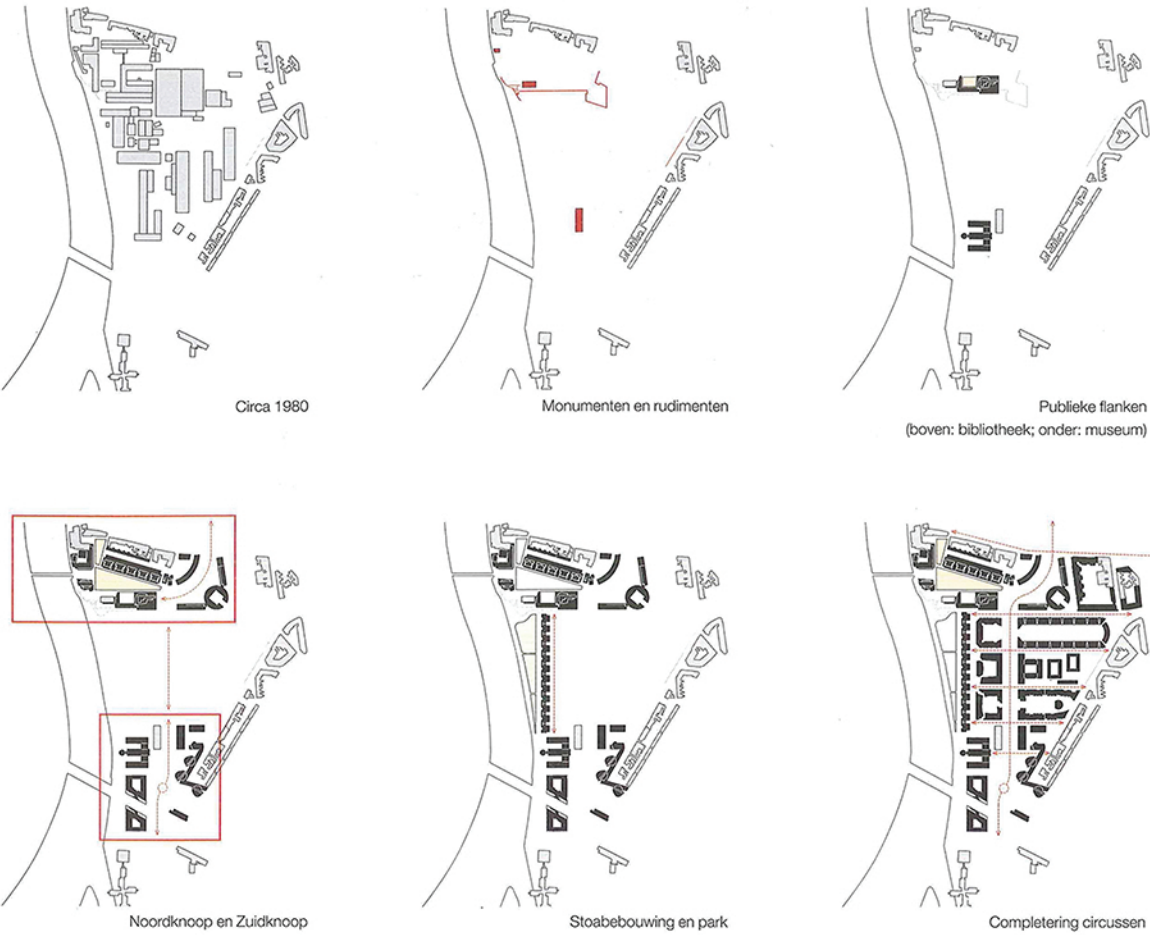 Circa 1980
Monumenten en rudimenten
Publieke flanken
(boven: bibliotheek; onder: museum)
Noordknoop en Zuidknoop
Stoabebouwing en park
Completering circussen